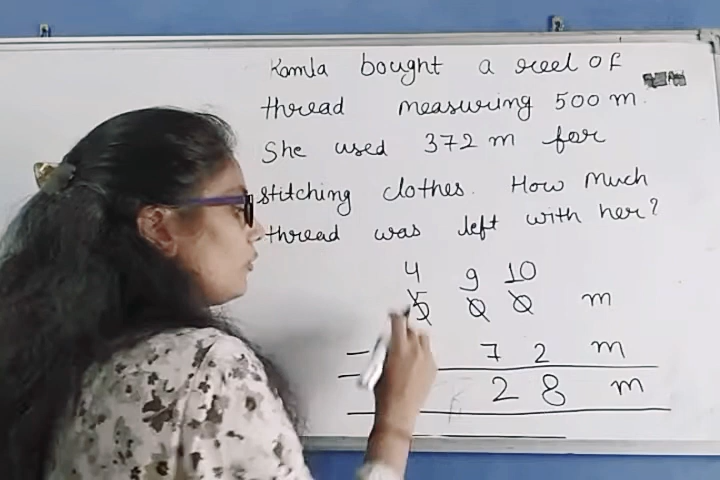 Kamla bought a reel of
thread measuring 500 m.
She used 372 m for
stitching clothes. How much
thread was left with her?
4 9 10
5 0 0 m
- 7 2 m
2 8 m